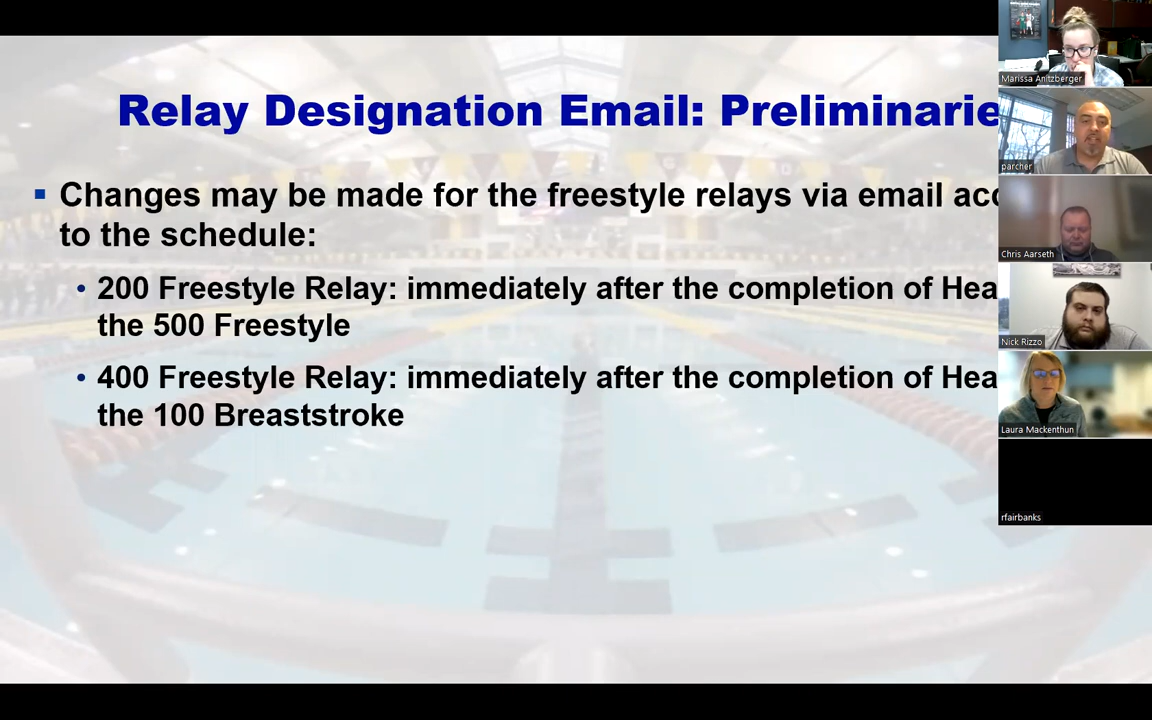 Relay Designation Email: Preliminarie
Changes may be made for the freestyle relays via email acc
to the schedule:
200 Freestyle Relay: immediately after the completion of Hea
the 500 Freestyle
400 Freestyle Relay: immediately after the completion of Hea
the 100 Breaststroke
Marissa Anitzberger
parcher
Chris Aarseth
Nick Rizzo
Laura Mackenthun
rfairbanks